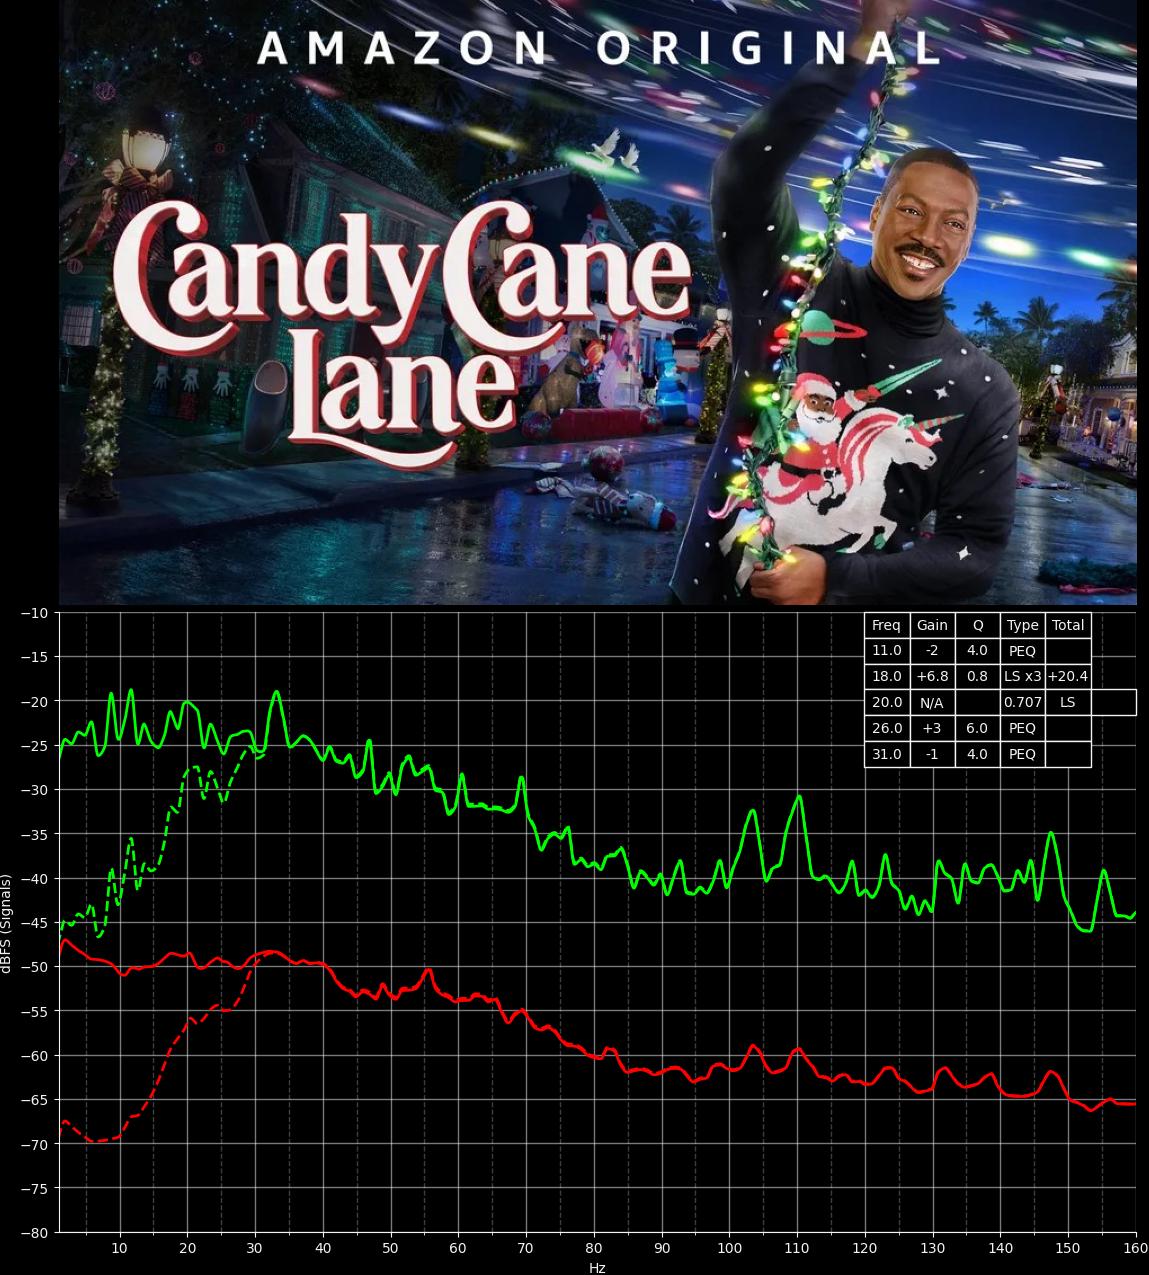 AMAZON ORIGINAL
Candy Cane
Lane
Freq Gain Q Type Total
11.0 -2 4.0 PEQ
18.0 +6.8 0.8 LS x3 +20.4
20.0 N/A 0.707 LS
26.0 +3 6.0 PEQ
31.0 -1 4.0 PEQ
−10
−15
−20
−25
−30
−35
−40
−45
−50
−55
−60
−65
−70
−75
−80
dBFS (Signals)
10 20 30 40 50 60 70 80 90 100 110 120 130 140 150 160
Hz